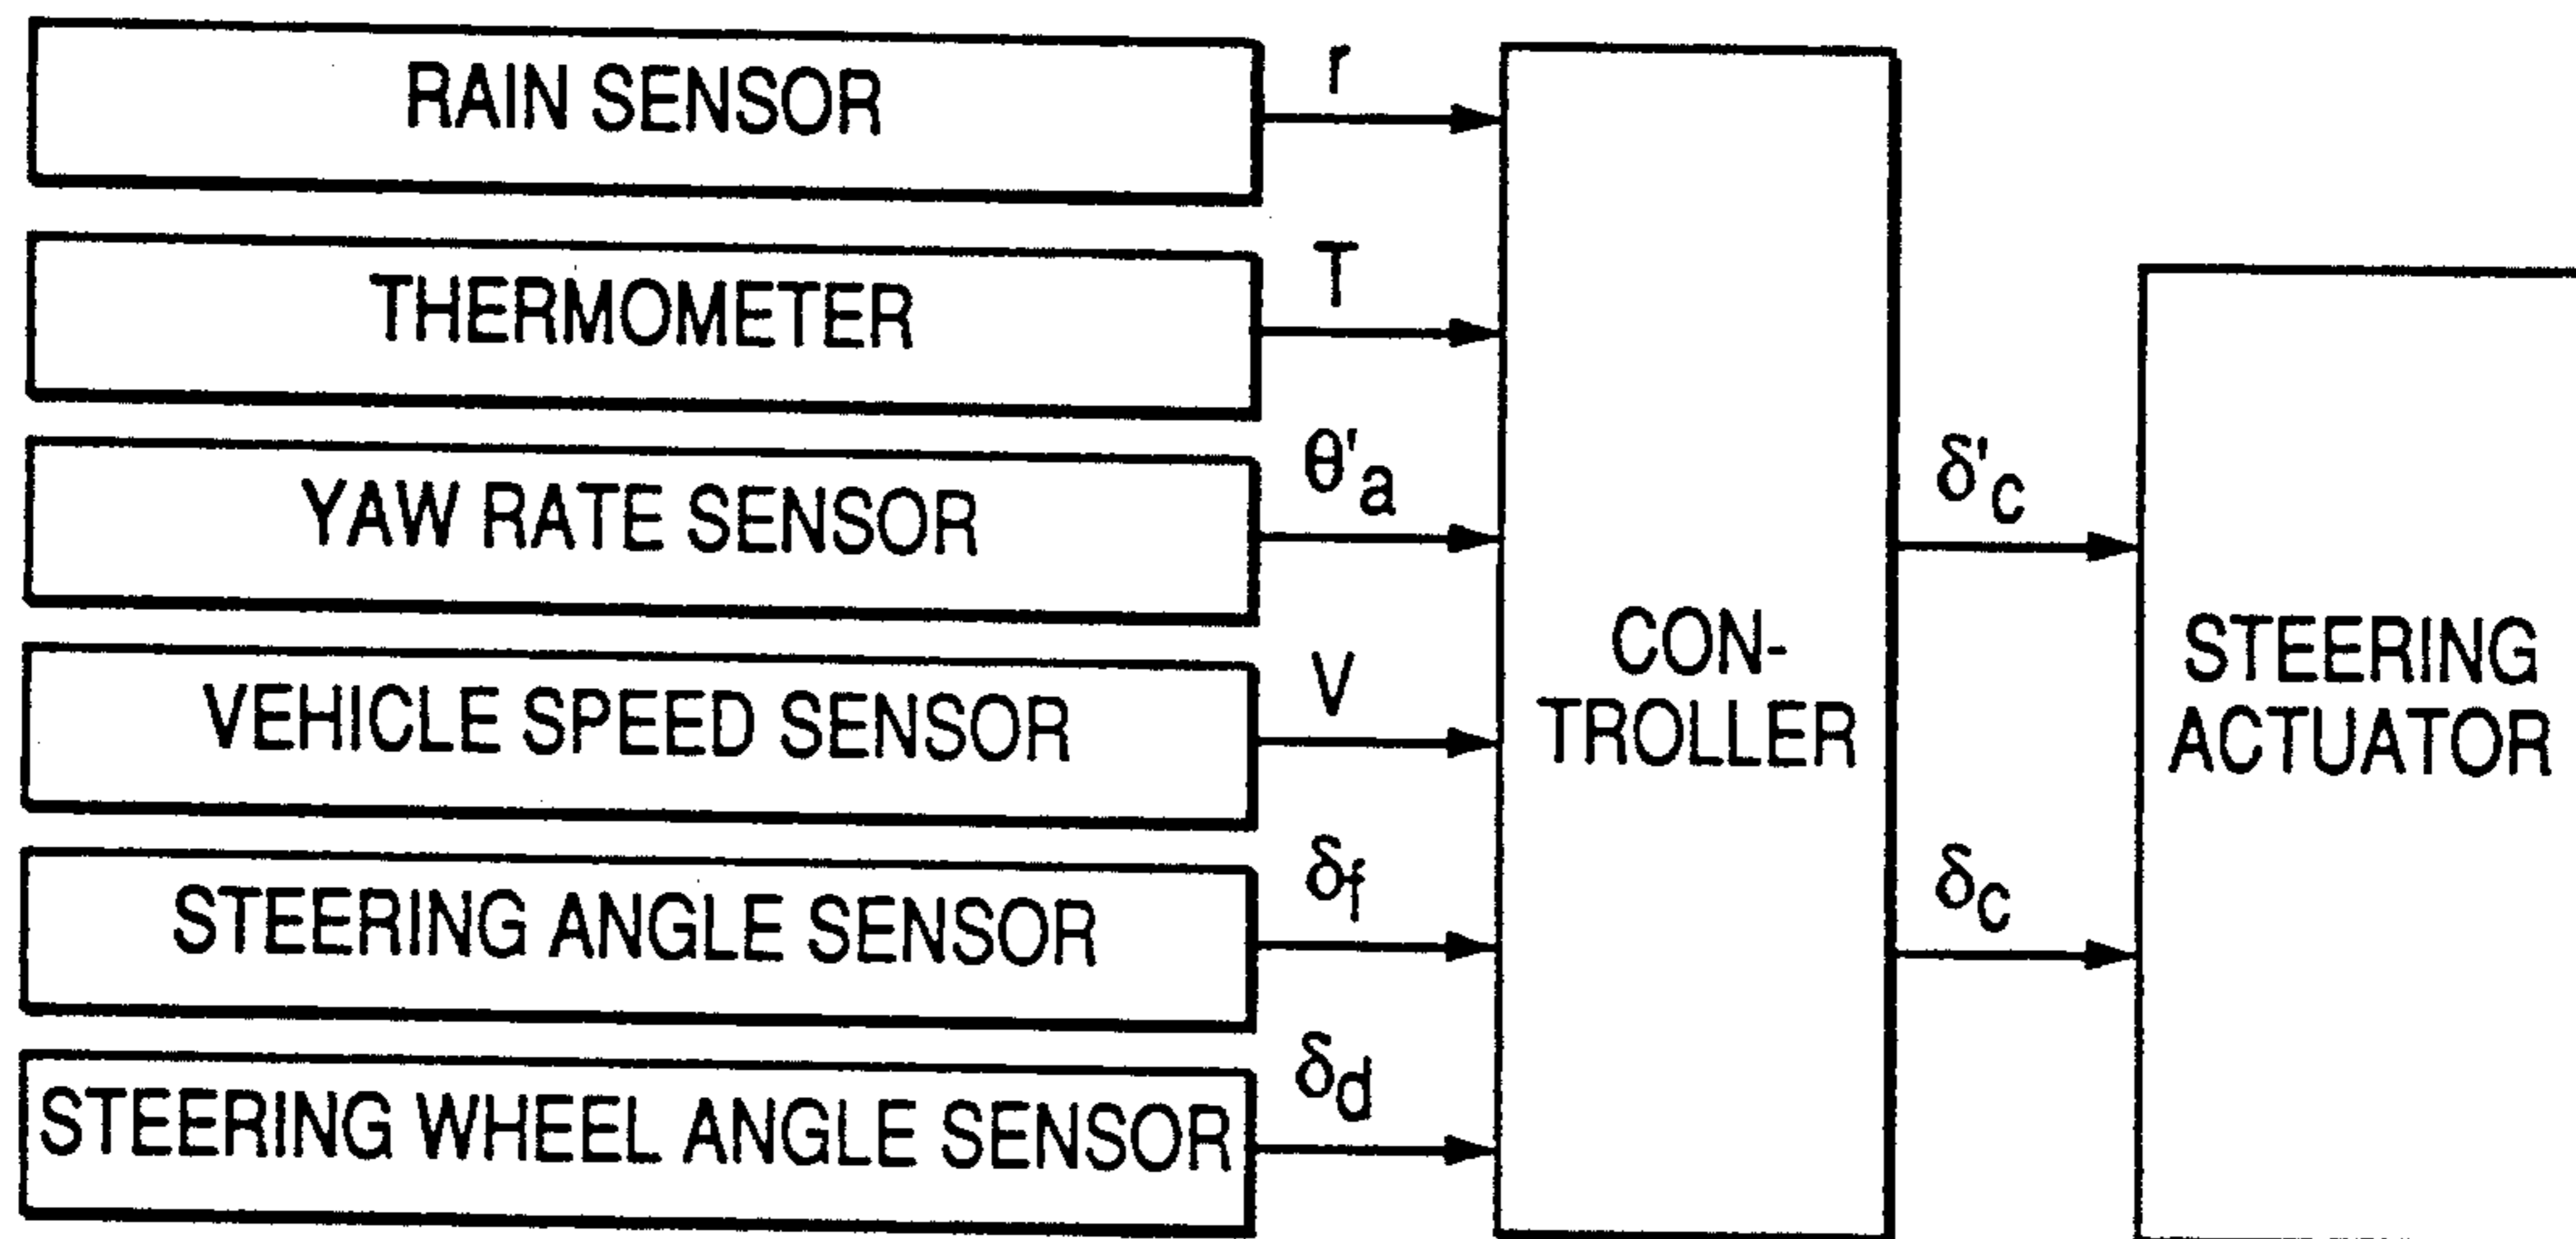 RAIN SENSOR
r
THERMOMETER
T
YAW RATE SENSOR
θ'a
VEHICLE SPEED SENSOR
V
STEERING ANGLE SENSOR
δf
STEERING WHEEL ANGLE SENSOR
δd
CON-
TROLLER
δ'c
δc
STEERING
ACTUATOR